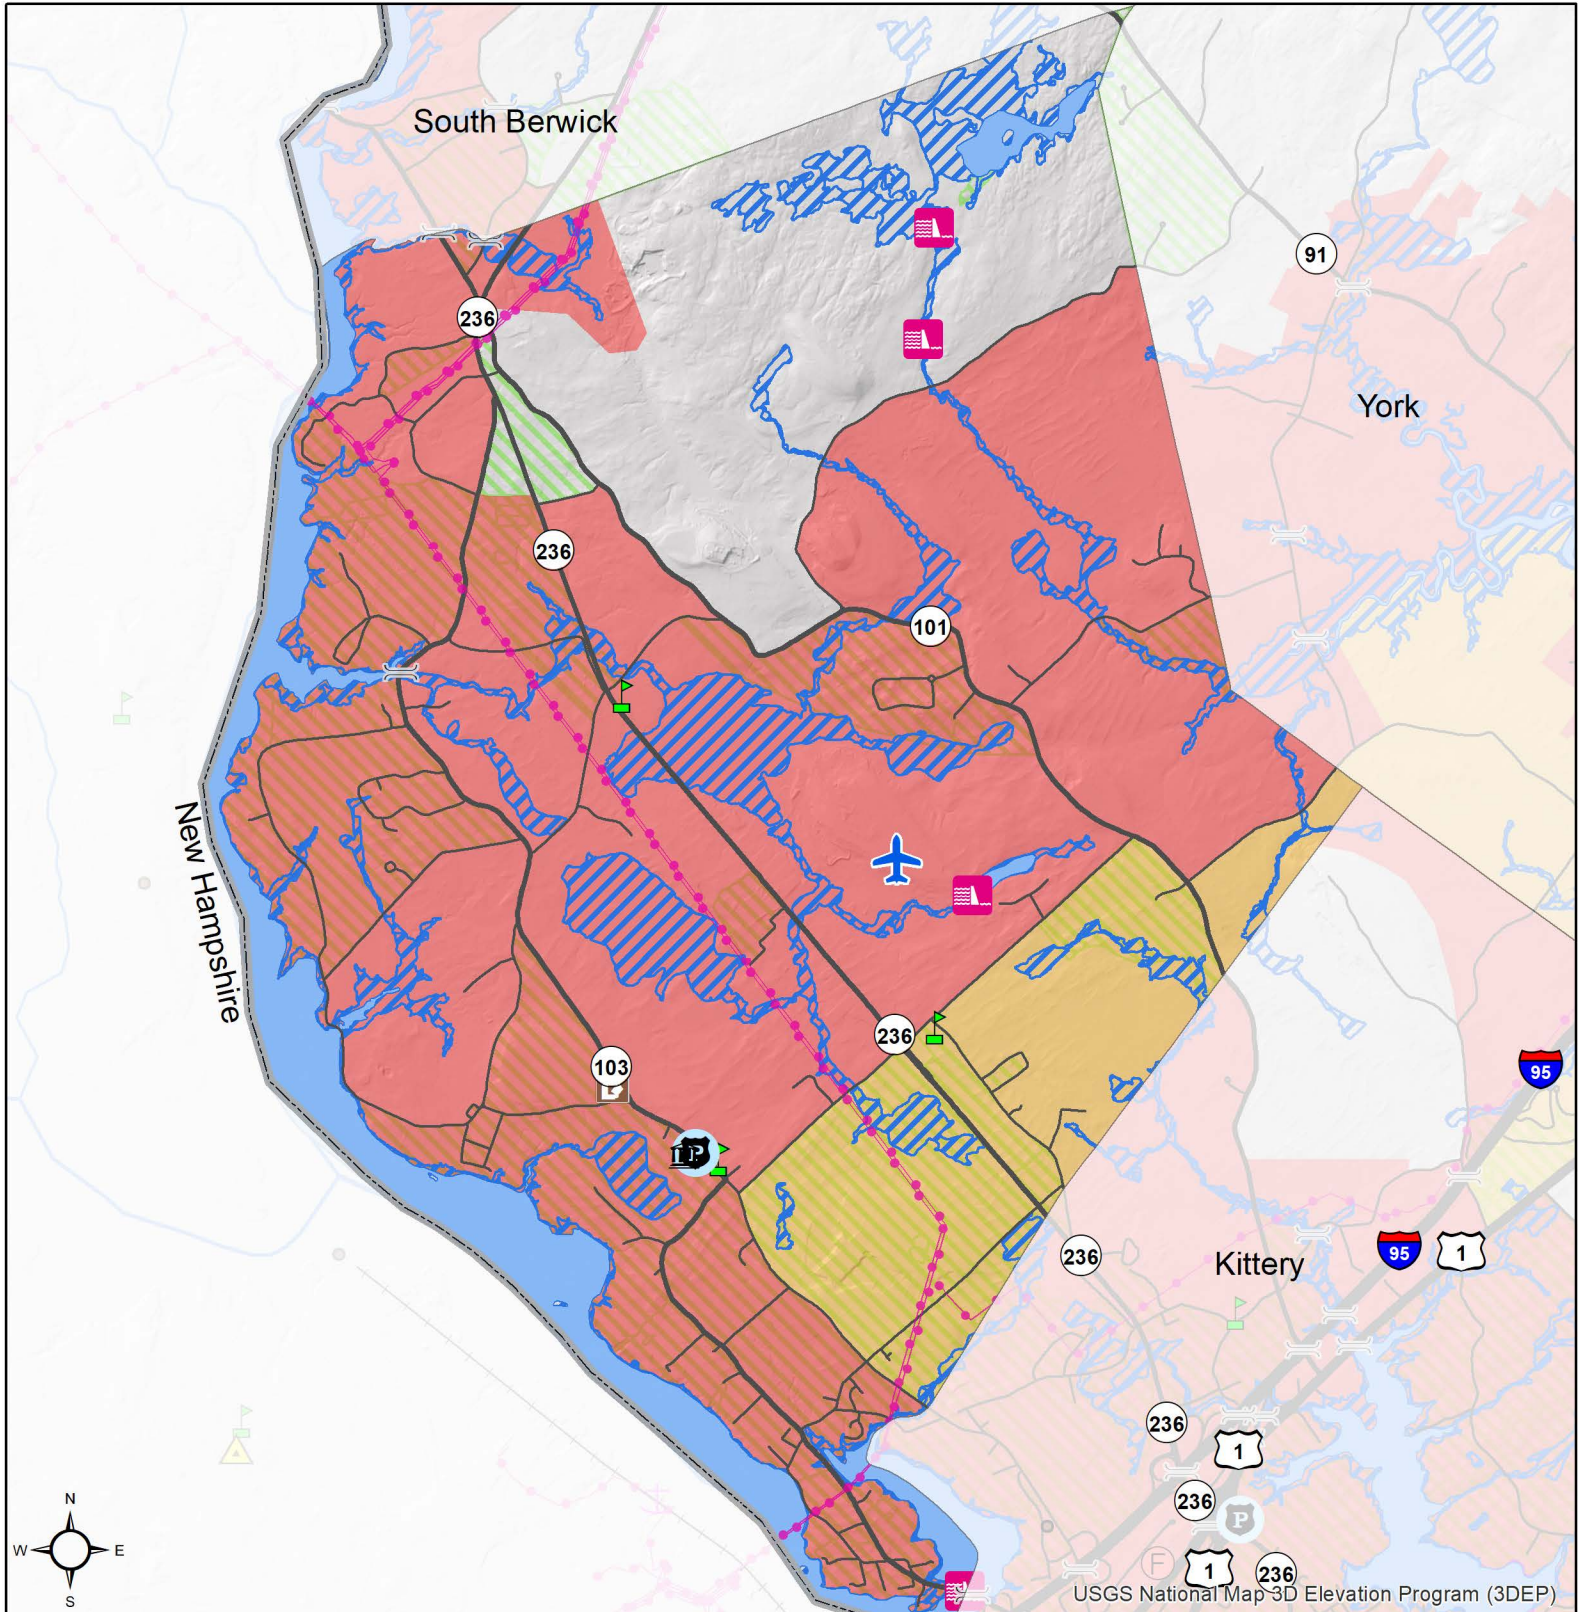 South Berwick
91
236
York
236
101
New Hampshire
236
103
95
P
236
95
1
Kittery
236
1
236
P
N
W
E
S
F
1
236
USGS National Map 3D Elevation Program (3DEP)